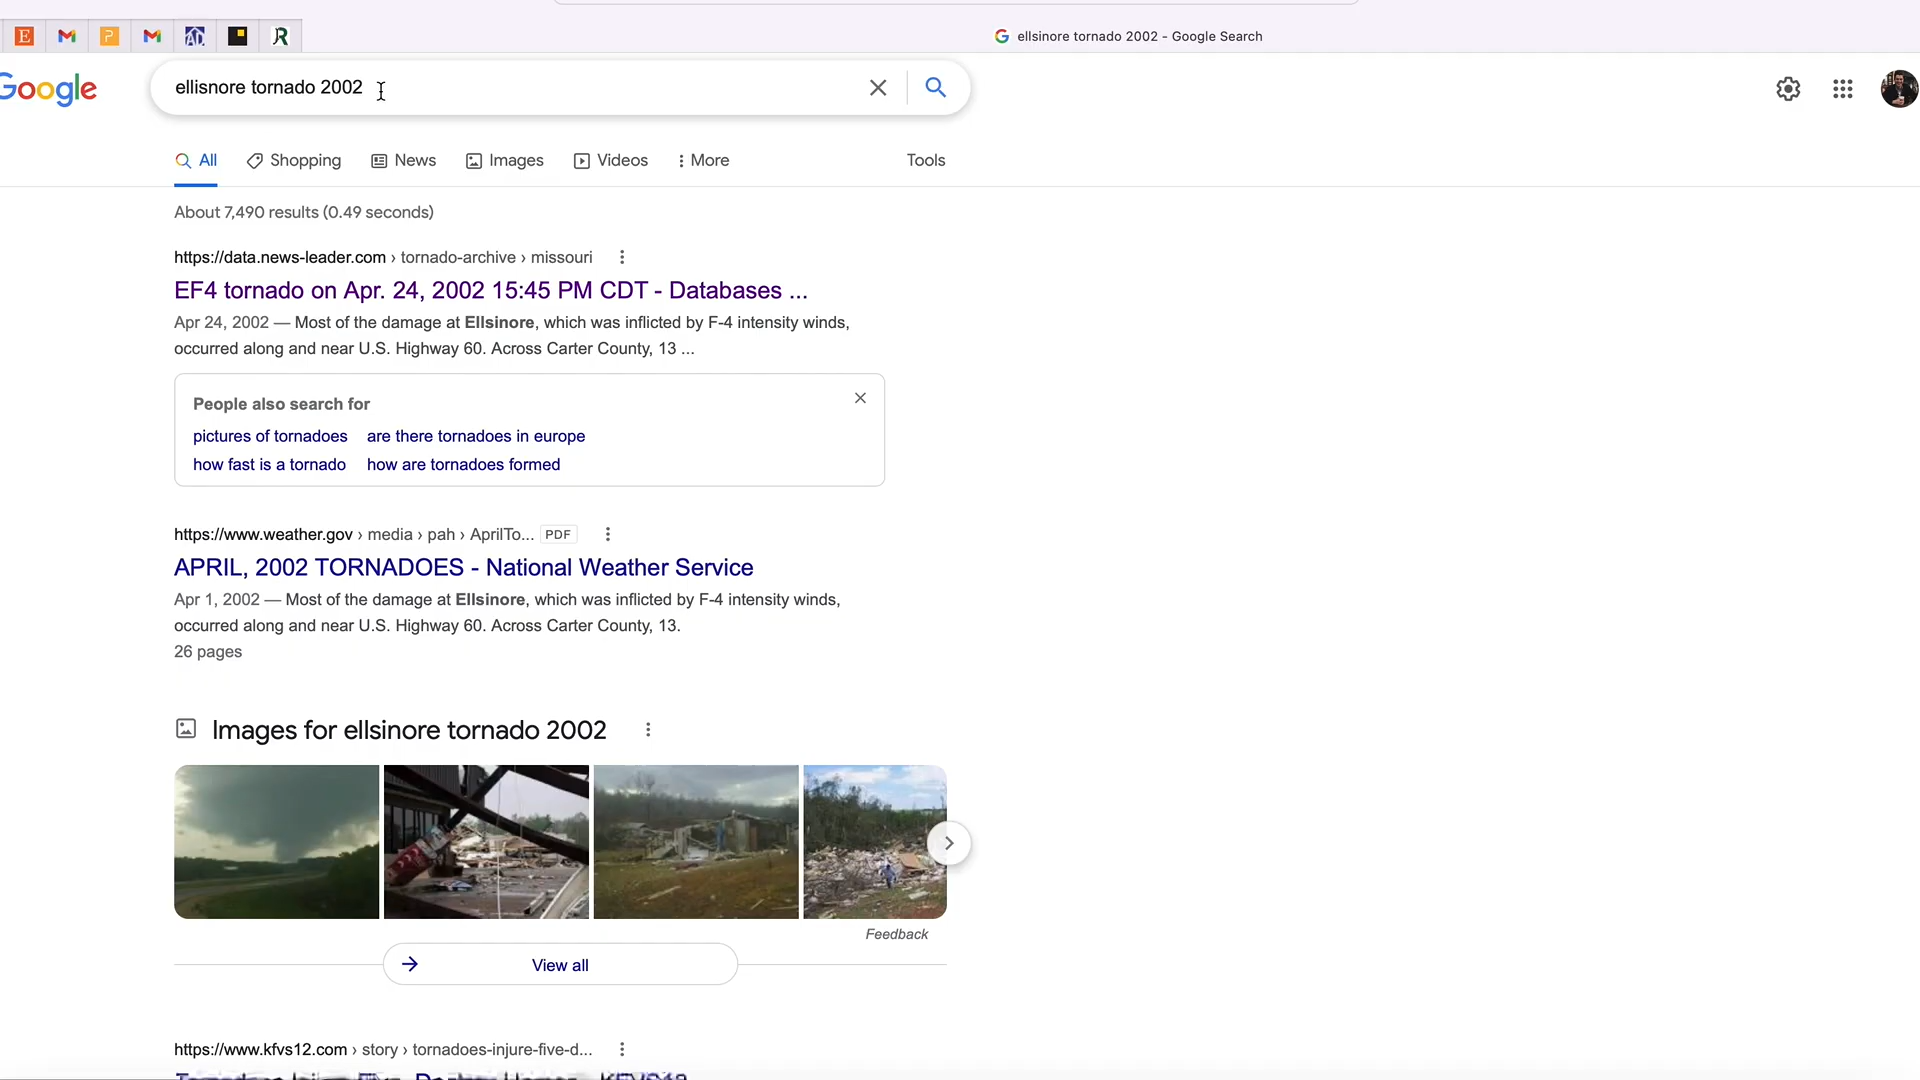 ellsinore tornado 2002 - Google Search
Google
ellisnore tornado 2002
All
Shopping
News
Images
Videos
More
Tools
About 7,490 results (0.49 seconds)
https://data.news-leader.com › tornado-archive › missouri
EF4 tornado on Apr. 24, 2002 15:45 PM CDT - Databases ...
Apr 24, 2002 — Most of the damage at Ellsinore, which was inflicted by F-4 intensity winds,
occurred along and near U.S. Highway 60. Across Carter County, 13 ...
People also search for
pictures of tornadoes are there tornadoes in europe
how fast is a tornado how are tornadoes formed
https://www.weather.gov › media › pah › AprilTo... PDF
APRIL, 2002 TORNADOES - National Weather Service
Apr 1, 2002 — Most of the damage at Ellsinore, which was inflicted by F-4 intensity winds,
occurred along and near U.S. Highway 60. Across Carter County, 13.
26 pages
Images for ellsinore tornado 2002
Feedback
View all
https://www.kfvs12.com › story › tornadoes-injure-five-d...